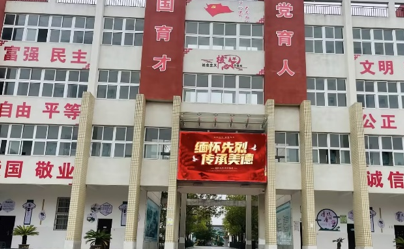 国育才
党育人
富强 民主
文明
自由 平等
公正
国 敬业
诚信
缅怀先烈
传承美德